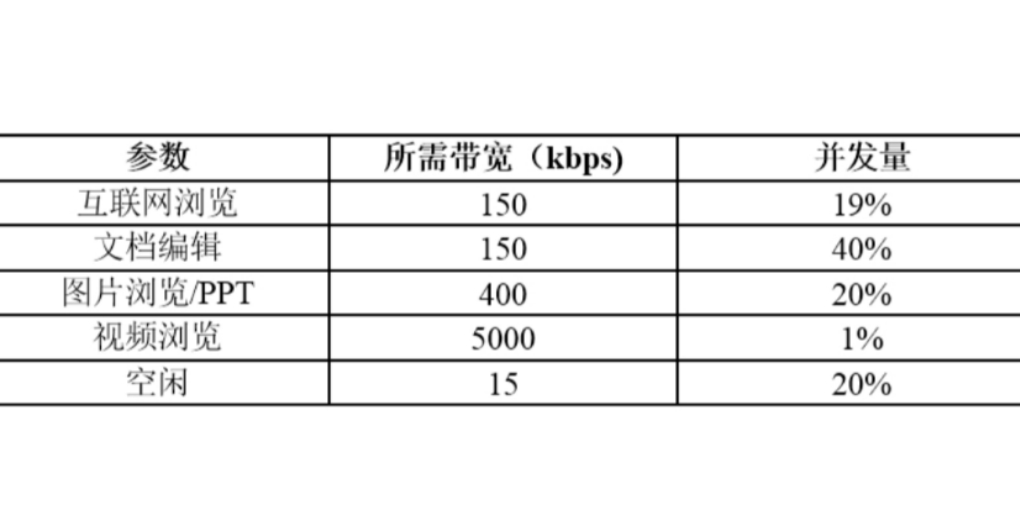 参数 所需带宽（kbps) 并发量
互联网浏览 150 19%
文档编辑 150 40%
图片浏览/PPT 400 20%
视频浏览 5000 1%
空闲 15 20%